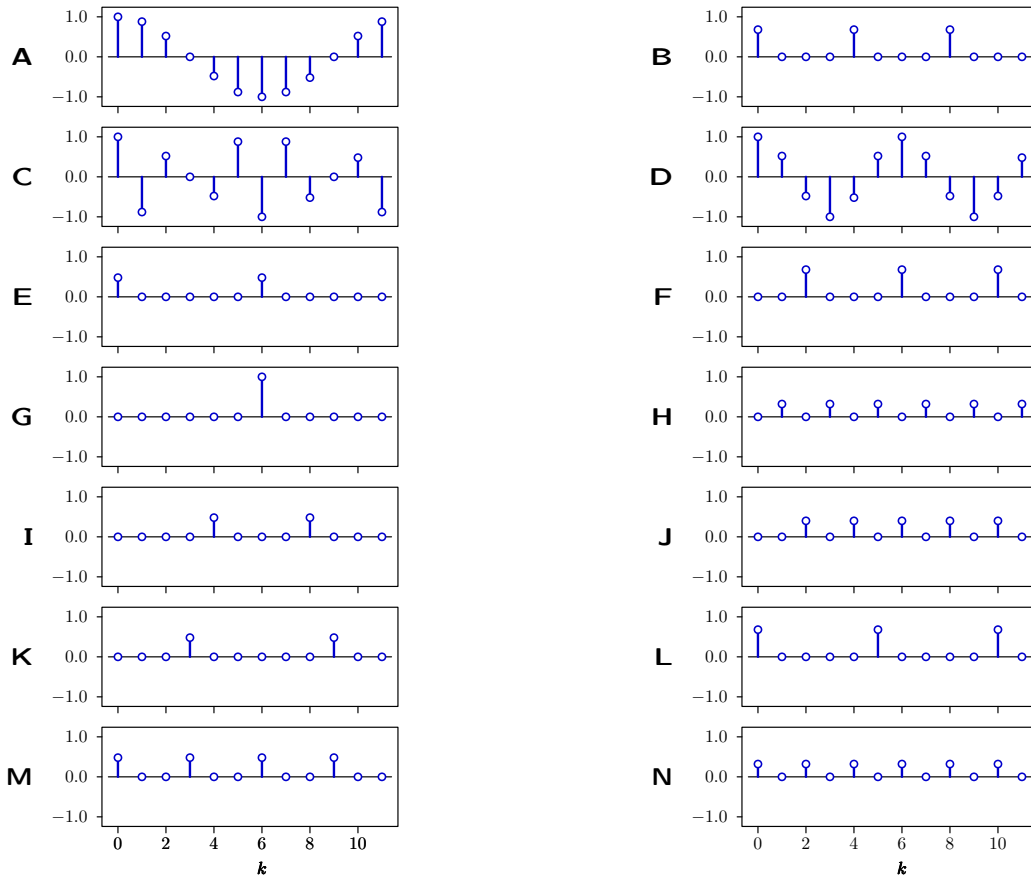 A 1.0 0.0 −1.0
B 1.0 0.0 −1.0
C 1.0 0.0 −1.0
D 1.0 0.0 −1.0
E 1.0 0.0 −1.0
F 1.0 0.0 −1.0
G 1.0 0.0 −1.0
H 1.0 0.0 −1.0
I 1.0 0.0 −1.0
J 1.0 0.0 −1.0
K 1.0 0.0 −1.0
L 1.0 0.0 −1.0
M 1.0 0.0 −1.0
0 2 4 6 8 10
k
N 1.0 0.0 −1.0
0 2 4 6 8 10
k